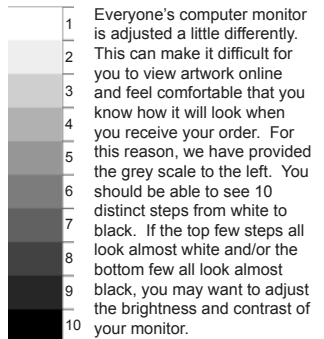 1
2
3
4
5
6
7
8
9
10
Everyone's computer monitor
is adjusted a little differently.
This can make it difficult for
you to view artwork online
and feel comfortable that you
know how it will look when
you receive your order.  For
this reason, we have provided
the grey scale to the left.  You
should be able to see 10
distinct steps from white to
black.  If the top few steps all
look almost white and/or the
bottom few all look almost
black, you may want to adjust
the brightness and contrast of
your monitor.